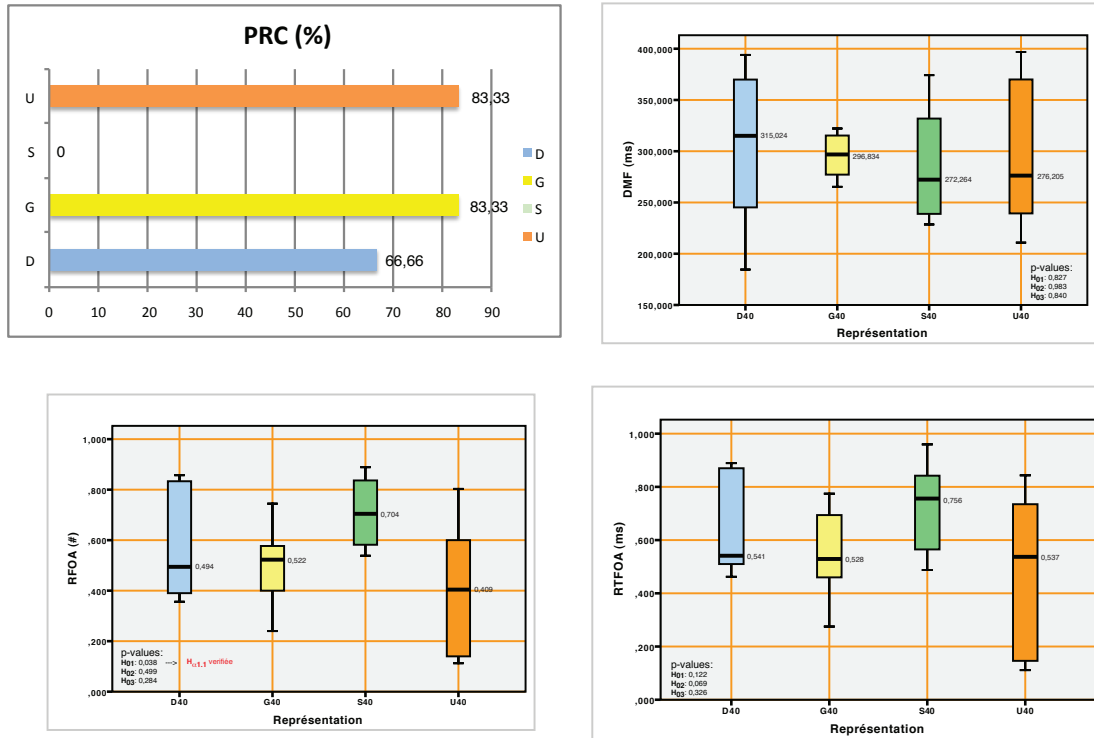 PRC (%)
U
83,33
S
0
G
83,33
D
66,66
D
G
S
U
0 10 20 30 40 50 60 70 80 90
DMF (ms)
400,000
350,000
300,000
250,000
200,000
150,000
315,024
296,834
272,264
276,205
p-values:
H01: 0,827
H02: 0,983
H03: 0,840
D40 G40 S40 U40
Représentation
RFOA (#)
1,000
,800
,600
,400
,200
,000
0,494
0,522
0,704
0,409
p-values:
H01: 0,038 ---> Hα1.1 verifiée
H02: 0,499
H03: 0,284
D40 G40 S40 U40
Représentation
RTFOA (ms)
1,000
,800
,600
,400
,200
,000
0,541
0,528
0,756
0,537
p-values:
H01: 0,122
H02: 0,069
H03: 0,326
D40 G40 S40 U40
Représentation